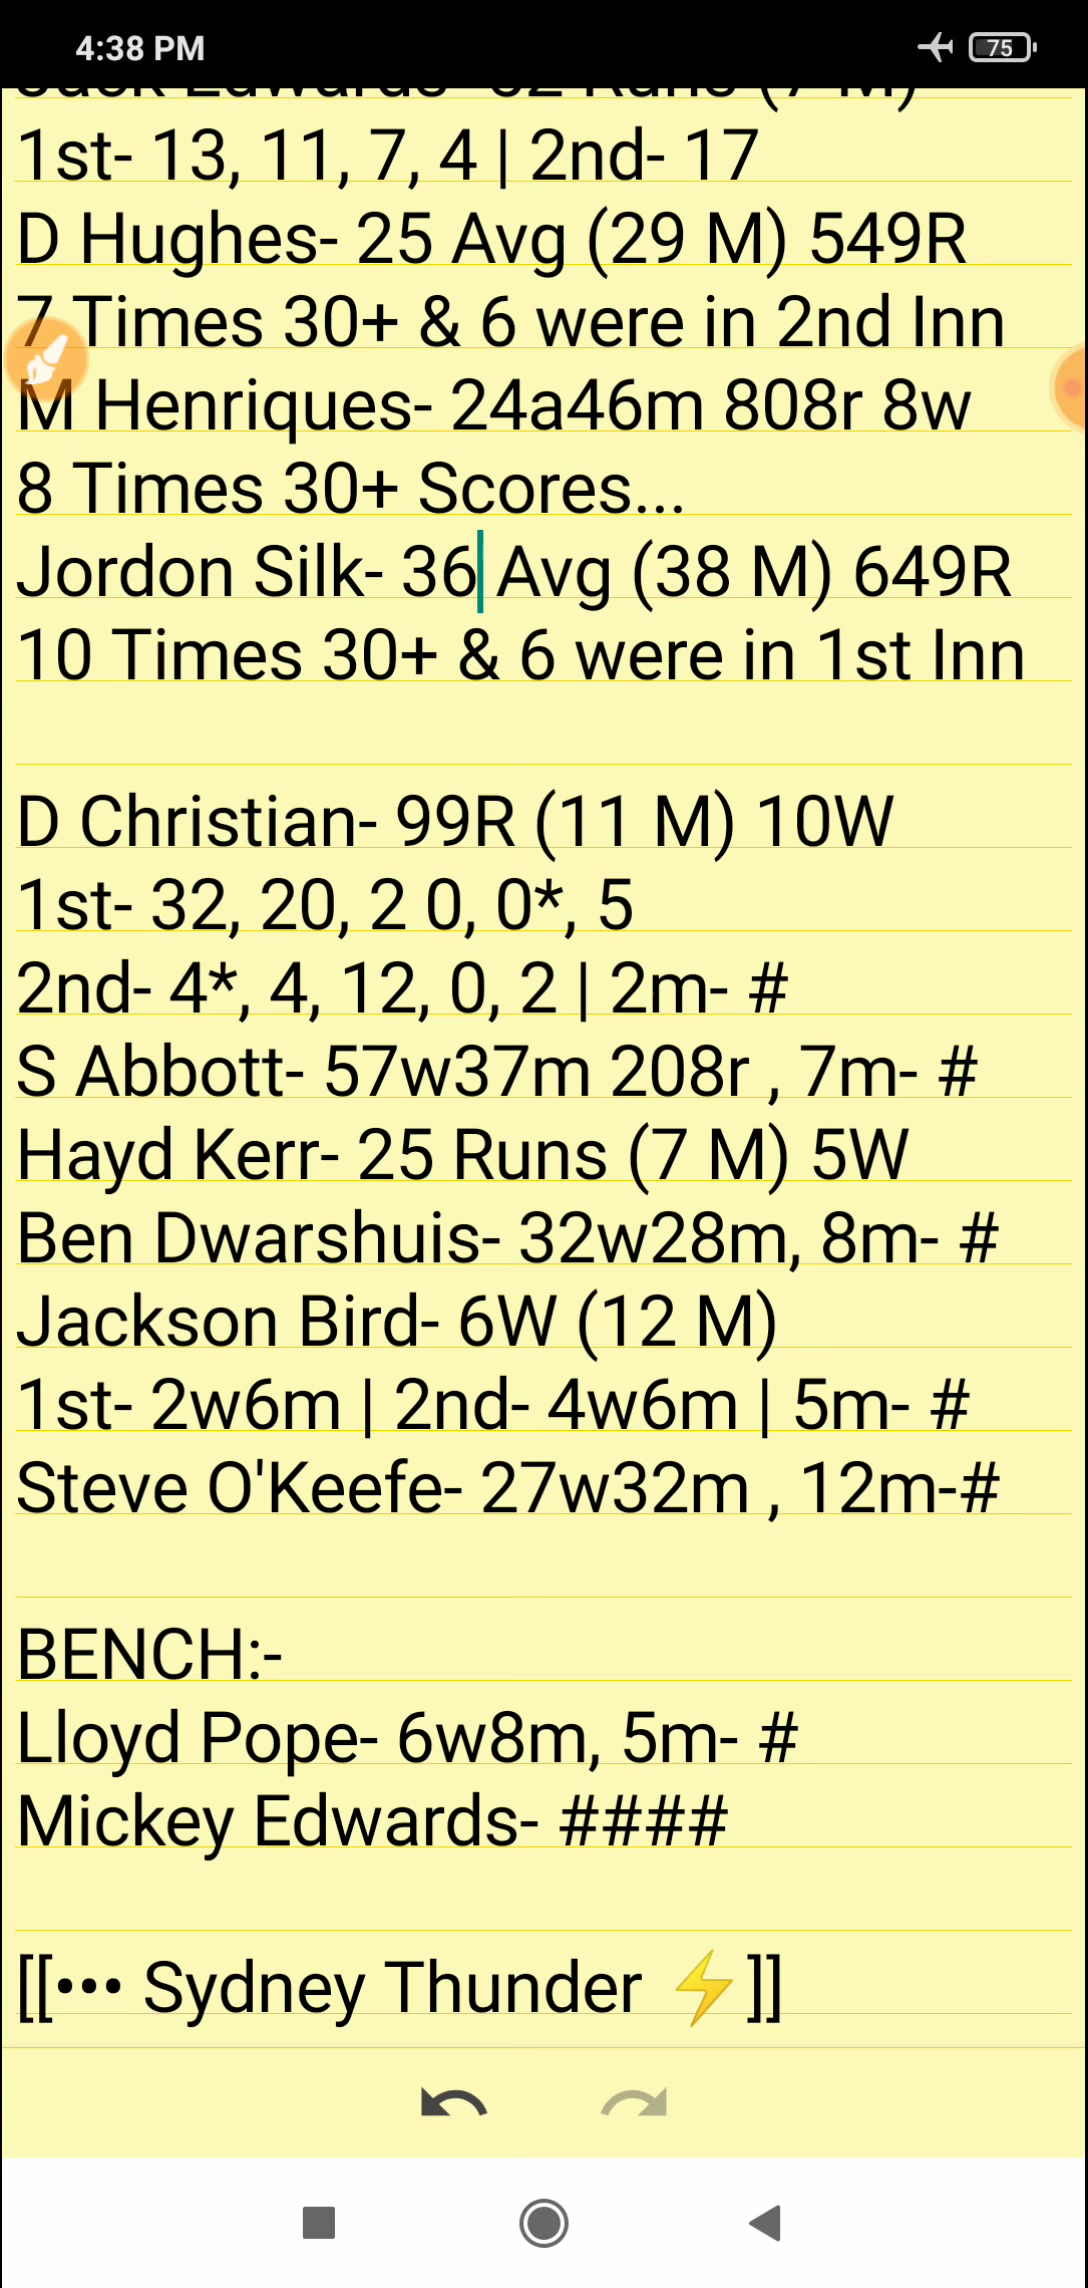 4:38 PM 75
Jack Edwards- 52 Runs (7 M)
1st- 13, 11, 7, 4 | 2nd- 17
D Hughes- 25 Avg (29 M) 549R
7 Times 30+ & 6 were in 2nd Inn
M Henriques- 24a46m 808r 8w
8 Times 30+ Scores...
Jordon Silk- 36 Avg (38 M) 649R
10 Times 30+ & 6 were in 1st Inn
D Christian- 99R (11 M) 10W
1st- 32, 20, 2 0, 0*, 5
2nd- 4*, 4, 12, 0, 2 | 2m- #
S Abbott- 57w37m 208r , 7m- #
Hayd Kerr- 25 Runs (7 M) 5W
Ben Dwarshuis- 32w28m, 8m- #
Jackson Bird- 6W (12 M)
1st- 2w6m | 2nd- 4w6m | 5m- #
Steve O'Keefe- 27w32m , 12m-#
BENCH:-
Lloyd Pope- 6w8m, 5m- #
Mickey Edwards- ####
[[••• Sydney Thunder ⚡]]